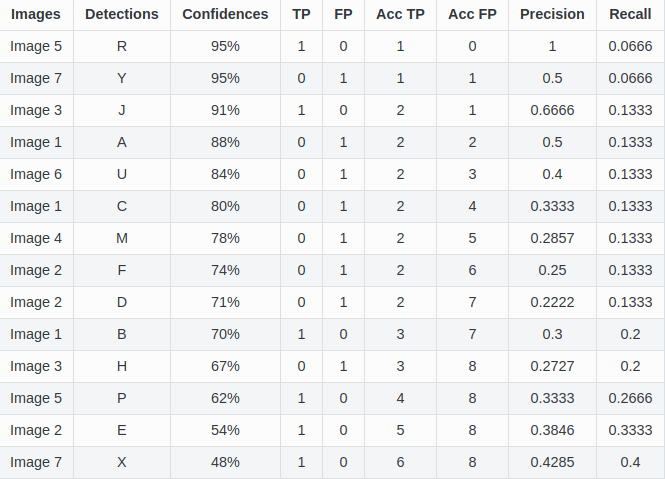 Images Detections Confidences TP FP Acc TP Acc FP Precision Recall
Image 5 R 95% 1 0 1 0 1 0.0666
Image 7 Y 95% 0 1 1 1 0.5 0.0666
Image 3 J 91% 1 0 2 1 0.6666 0.1333
Image 1 A 88% 0 1 2 2 0.5 0.1333
Image 6 U 84% 0 1 2 3 0.4 0.1333
Image 1 C 80% 0 1 2 4 0.3333 0.1333
Image 4 M 78% 0 1 2 5 0.2857 0.1333
Image 2 F 74% 0 1 2 6 0.25 0.1333
Image 2 D 71% 0 1 2 7 0.2222 0.1333
Image 1 B 70% 1 0 3 7 0.3 0.2
Image 3 H 67% 0 1 3 8 0.2727 0.2
Image 5 P 62% 1 0 4 8 0.3333 0.2666
Image 2 E 54% 1 0 5 8 0.3846 0.3333
Image 7 X 48% 1 0 6 8 0.4285 0.4